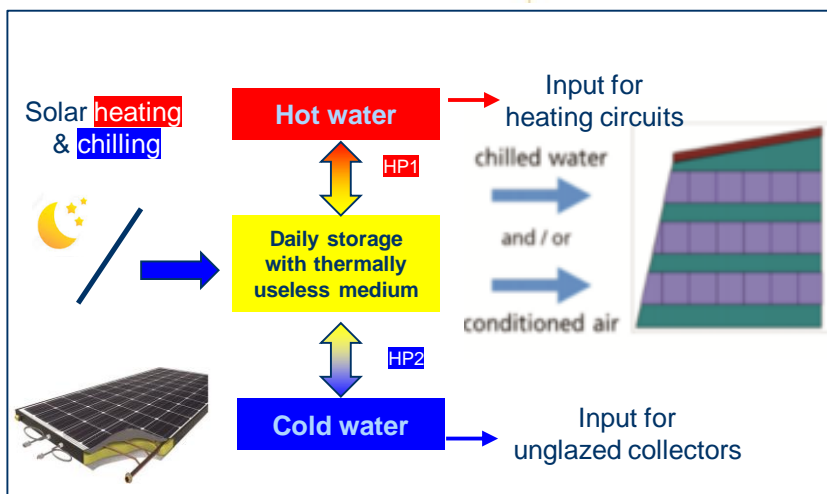 Solar heating
& chilling
Hot water
Input for
heating circuits
HP1
chilled water
and / or
conditioned air
Daily storage
with thermally
useless medium
HP2
Cold water
Input for
unglazed collectors